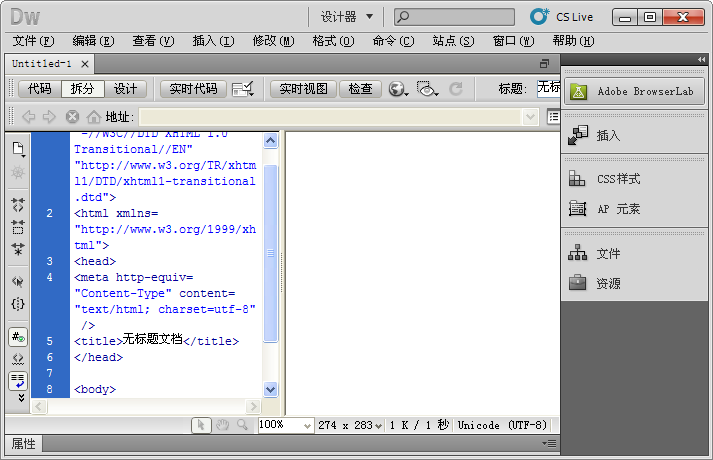 Dw
设计器
CS Live
文件(F) 编辑(E) 查看(V) 插入(I) 修改(M) 格式(O) 命令(C) 站点(S) 窗口(W) 帮助(H)
Untitled-1
代码 拆分 设计 实时代码 实时视图 检查 标题: 无标
地址:
-//W3C//DTD XHTML 1.0
Transitional//EN"
"http://www.w3.org/TR/xhtm
l1/DTD/xhtml1-transitional
.dtd">
2 <html xmlns=
"http://www.w3.org/1999/xh
tml">
3 <head>
4 <meta http-equiv=
"Content-Type" content=
"text/html; charset=utf-8"
/>
5 <title>无标题文档</title>
6 </head>
7
8 <body>
100% 274 x 283 1 K / 1 秒 Unicode (UTF-8)
属性
Adobe BrowserLab
插入
CSS样式
AP 元素
文件
资源